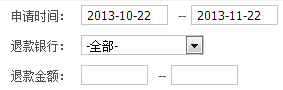 申请时间： 2013-10-22 -- 2013-11-22
退款银行： -全部-
退款金额： --